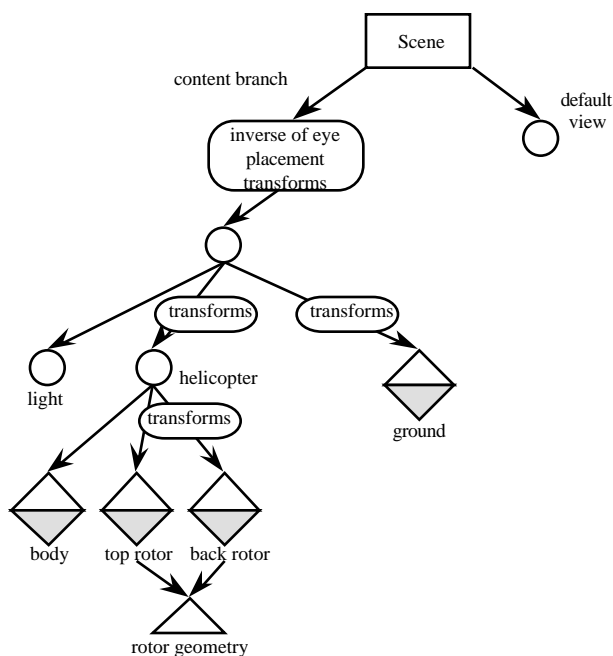 Scene
content branch
default
view
inverse of eye
placement
transforms
transforms
transforms
light
helicopter
transforms
ground
body
top rotor
back rotor
rotor geometry